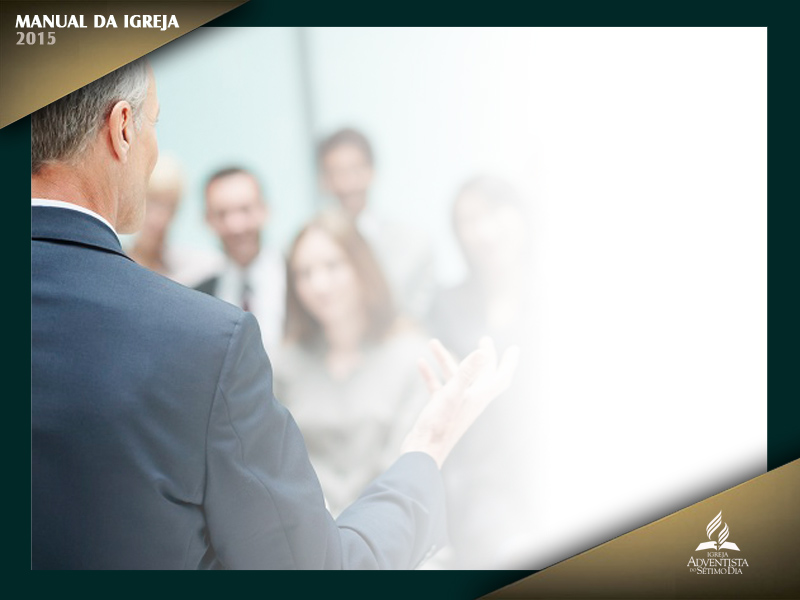 MANUAL DA IGREJA
2015
IGREJA
ADVENTISTA
DO SÉTIMO DIA